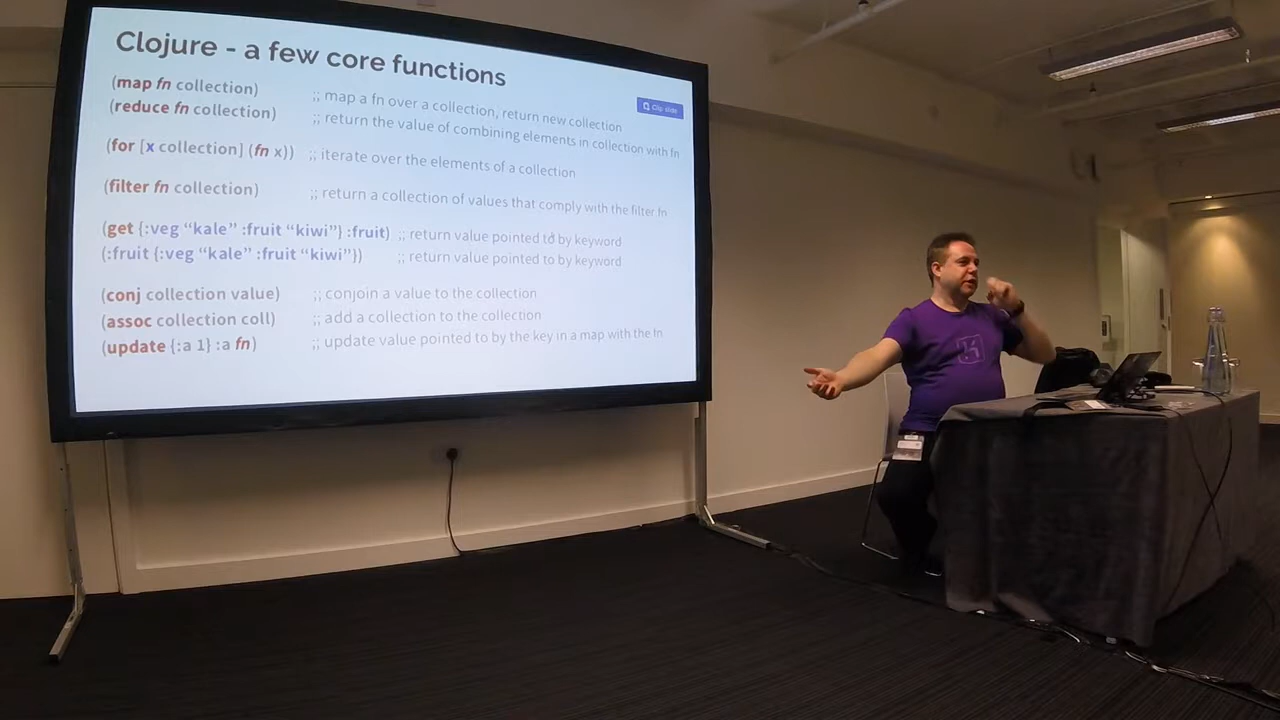 Clojure - a few core functions
Clip slide
(map fn collection) ;; map a fn over a collection, return new collection
(reduce fn collection) ;; return the value of combining elements in collection with fn
(for [x collection] (fn x)) ;; iterate over the elements of a collection
(filter fn collection) ;; return a collection of values that comply with the filter fn
(get {:veg “kale” :fruit “kiwi”} :fruit) ;; return value pointed to by keyword
(:fruit {:veg “kale” :fruit “kiwi”}) ;; return value pointed to by keyword
(conj collection value) ;; conjoin a value to the collection
(assoc collection coll) ;; add a collection to the collection
(update {:a 1} :a fn) ;; update value pointed to by the key in a map with the fn